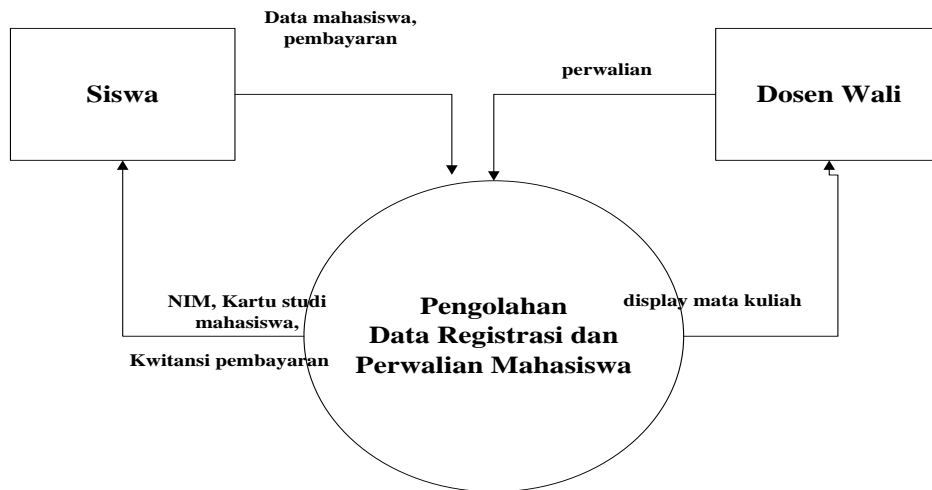 Data mahasiswa,
pembayaran
Siswa
perwalian
Dosen Wali
NIM, Kartu studi
mahasiswa,
Kwitansi pembayaran
Pengolahan
Data Registrasi dan
Perwalian Mahasiswa
display mata kuliah